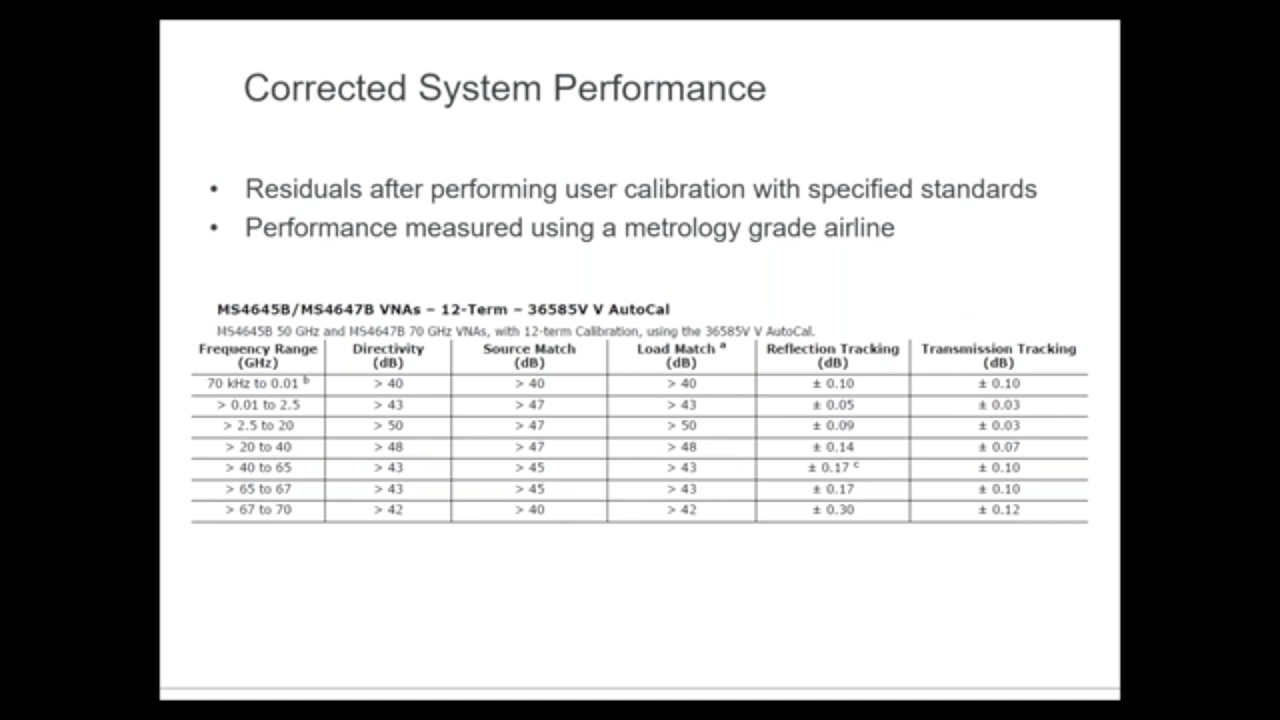 Corrected System Performance
• Residuals after performing user calibration with specified standards
• Performance measured using a metrology grade airline
MS4645B/MS4647B VNAs – 12-Term – 36585V V AutoCal
MS4645B 50 GHz and MS4647B 70 GHz VNAs, with 12-term Calibration, using the 36585V V AutoCal.
Frequency Range (GHz) Directivity (dB) Source Match (dB) Load Match a (dB) Reflection Tracking (dB) Transmission Tracking (dB)
70 kHz to 0.01 b > 40 > 40 > 40 ± 0.10 ± 0.10
> 0.01 to 2.5 > 43 > 47 > 43 ± 0.05 ± 0.03
> 2.5 to 20 > 50 > 47 > 50 ± 0.09 ± 0.03
> 20 to 40 > 48 > 47 > 48 ± 0.14 ± 0.07
> 40 to 65 > 43 > 45 > 43 ± 0.17 c ± 0.10
> 65 to 67 > 43 > 45 > 43 ± 0.17 ± 0.10
> 67 to 70 > 42 > 40 > 42 ± 0.30 ± 0.12